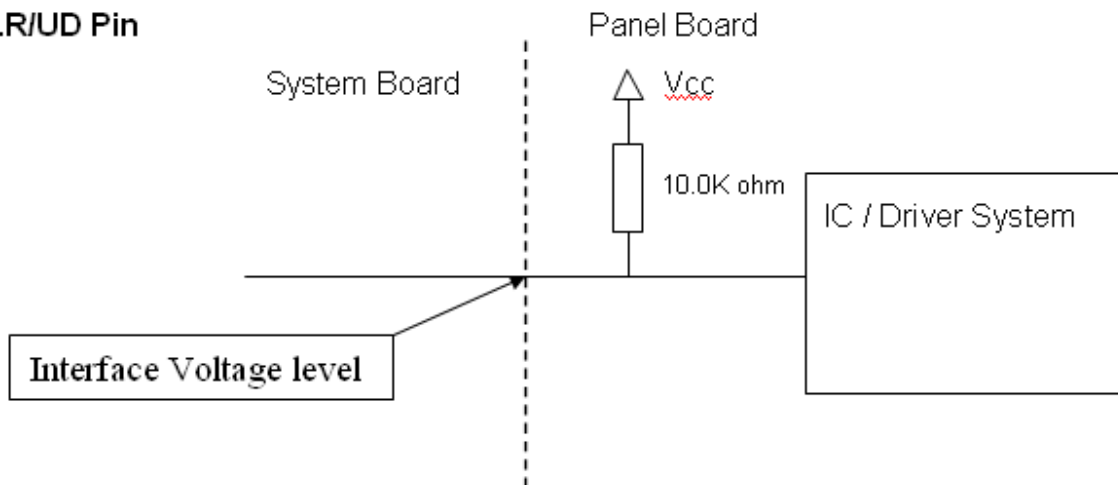 R/UD Pin
Panel Board
System Board
Vcc
10.0K ohm
IC / Driver System
Interface Voltage level